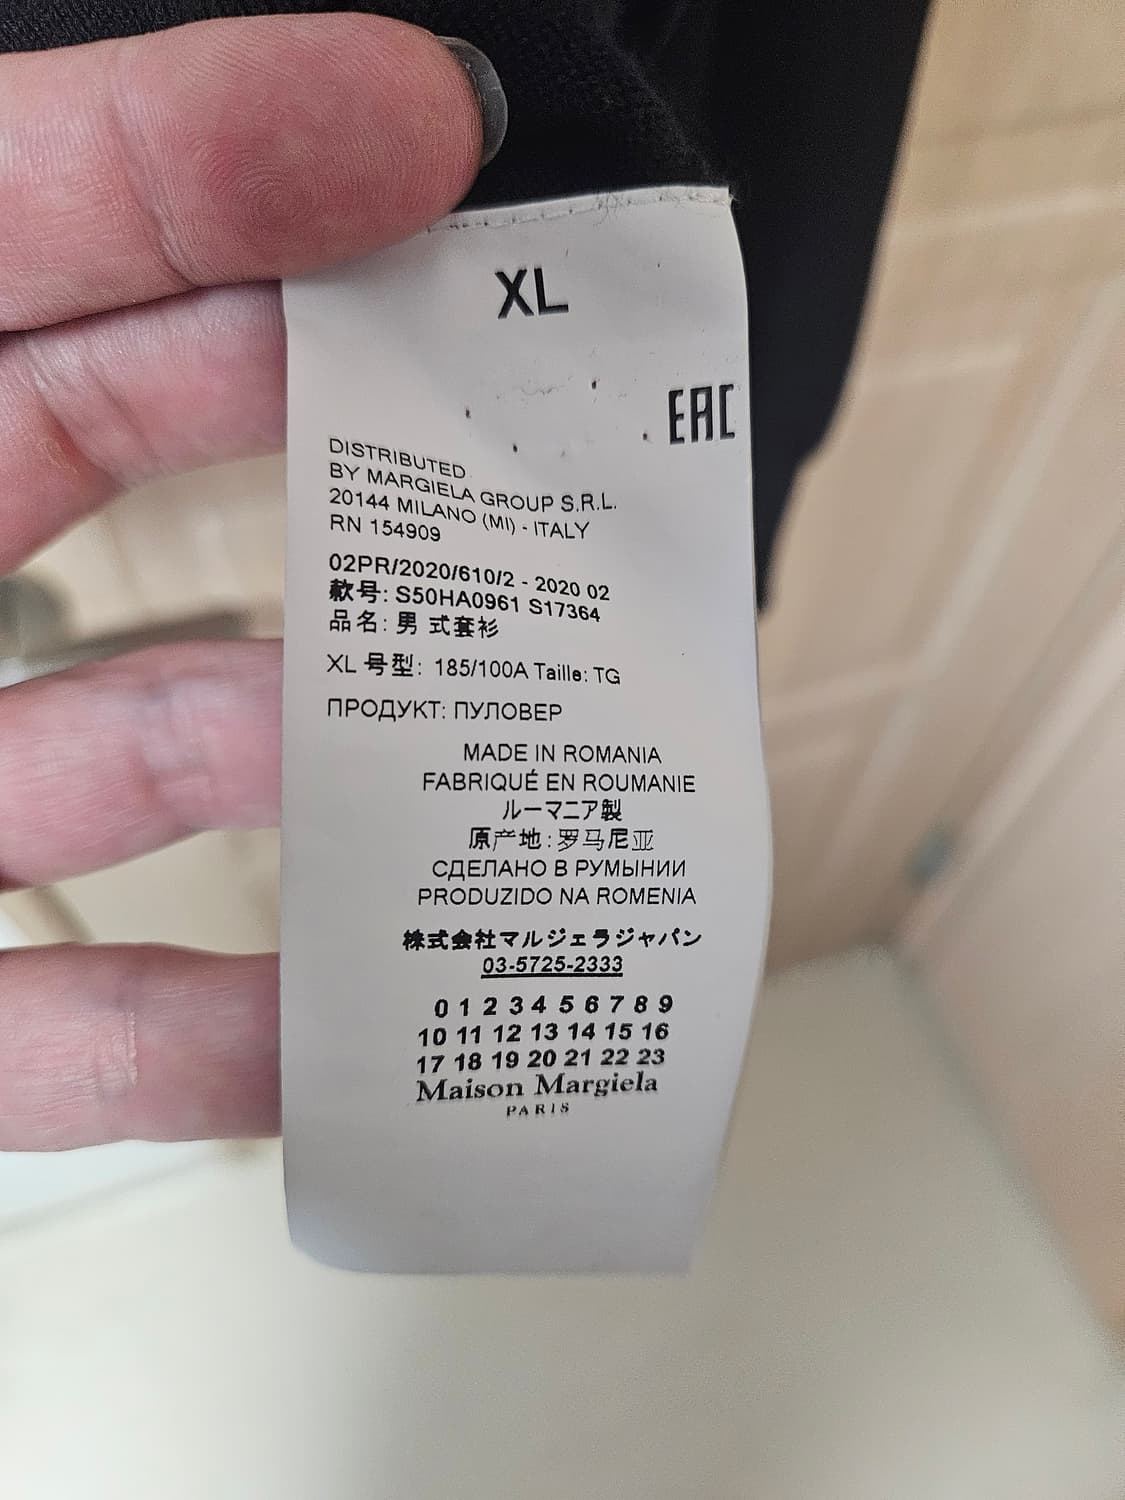 XL
EAC
DISTRIBUTED
BY MARGIELA GROUP S.R.L.
20144 MILANO (MI) - ITALY
RN 154909
02PR/2020/610/2 - 2020 02
款号: S50HA0961 S17364
品名: 男 式套衫
XL 号型: 185/100A Taille: TG
ПРОДУКТ: ПУЛОВЕР
MADE IN ROMANIA
FABRIQUÉ EN ROUMANIE
ルーマニア製
原产地: 罗马尼亚
СДЕЛАНО В РУМЫНИИ
PRODUZIDO NA ROMENIA
株式会社マルジェラジャパン
03-5725-2333
0 1 2 3 4 5 6 7 8 9
10 11 12 13 14 15 16
17 18 19 20 21 22 23
Maison Margiela
PARIS